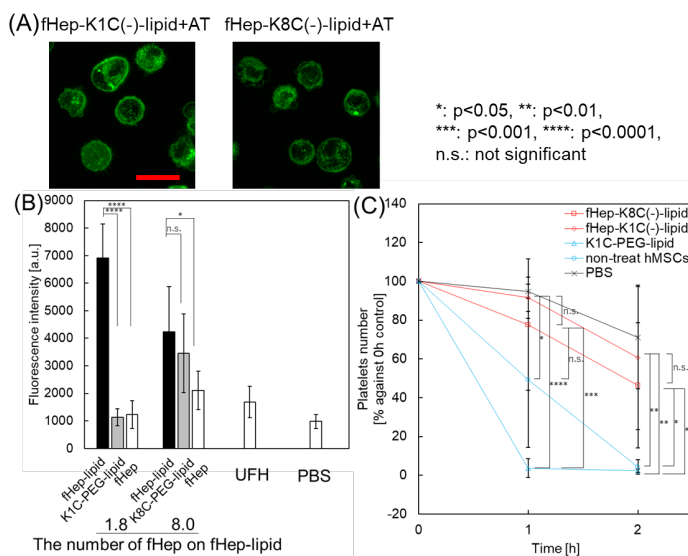 (A) fHep-K1C(-)-lipid+AT fHep-K8C(-)-lipid+AT
*: p<0.05, **: p<0.01,
***: p<0.001, ****: p<0.0001,
n.s.: not significant
(B)
Fluorescence intensity [a.u.]
9000
8000
7000
6000
5000
4000
3000
2000
1000
0
****
****
*
n.s.
fHep-lipid
K1C-PEG-lipid
fHep
fHep-lipid
K8C-PEG-lipid
fHep
UFH
PBS
1.8 8.0
The number of fHep on fHep-lipid
(C)
fHep-K8C(-)-lipid
fHep-K1C(-)-lipid
K1C-PEG-lipid
non-treat hMSCs
PBS
Platelets number
[% against 0h control]
140
120
100
80
60
40
20
0
-20
n.s.
*
n.s.
****
***
n.s.
**
**
*
*
0 1 2
Time [h]